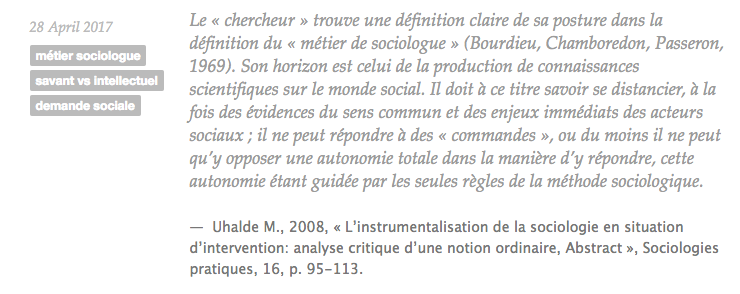 28 April 2017
métier sociologue
savant vs intellectuel
demande sociale
Le « chercheur » trouve une définition claire de sa posture dans la
définition du « métier de sociologue » (Bourdieu, Chamboredon, Passeron,
1969). Son horizon est celui de la production de connaissances
scientifiques sur le monde social. Il doit à ce titre savoir se distancier, à la
fois des évidences du sens commun et des enjeux immédiats des acteurs
sociaux ; il ne peut répondre à des « commandes », ou du moins il ne peut
qu’y opposer une autonomie totale dans la manière d’y répondre, cette
autonomie étant guidée par les seules règles de la méthode sociologique.
— Uhalde M., 2008, « L’instrumentalisation de la sociologie en situation
d’intervention: analyse critique d’une notion ordinaire, Abstract », Sociologies
pratiques, 16, p. 95-113.